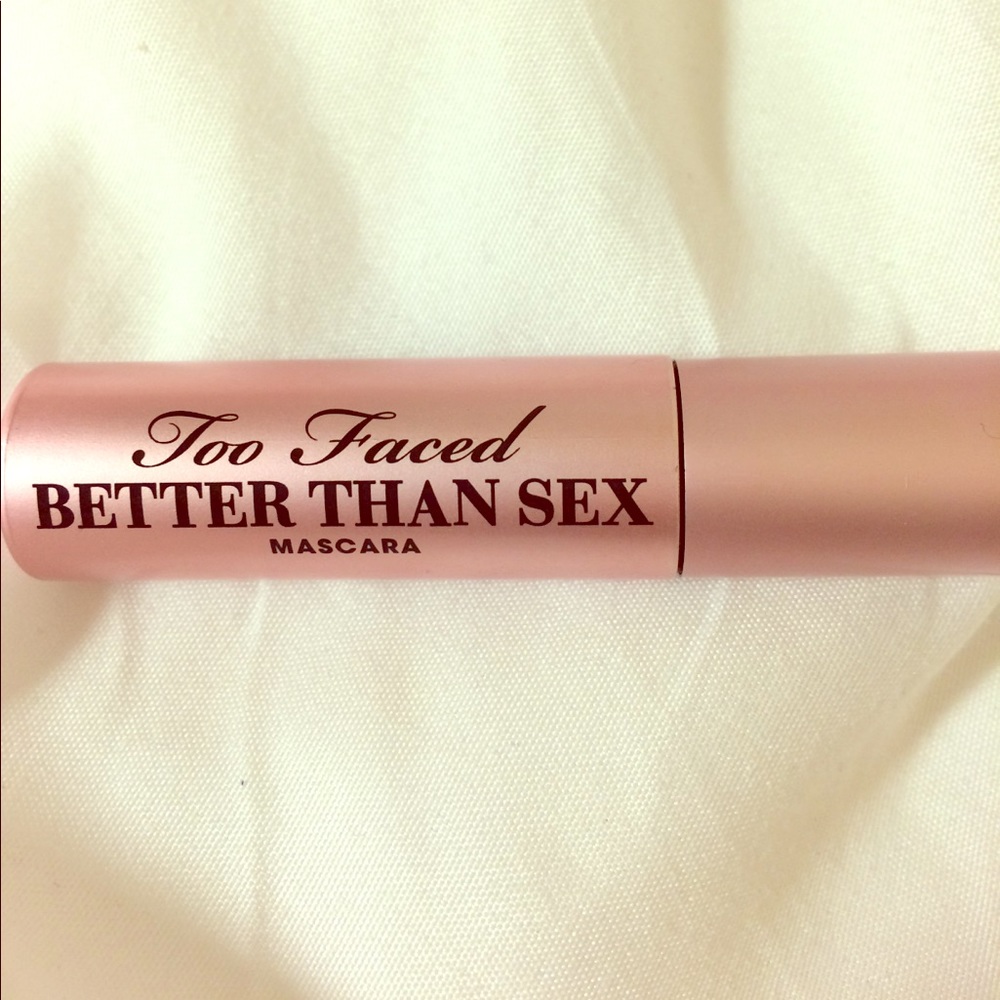 Too Faced
BETTER THAN SEX
MASCARA